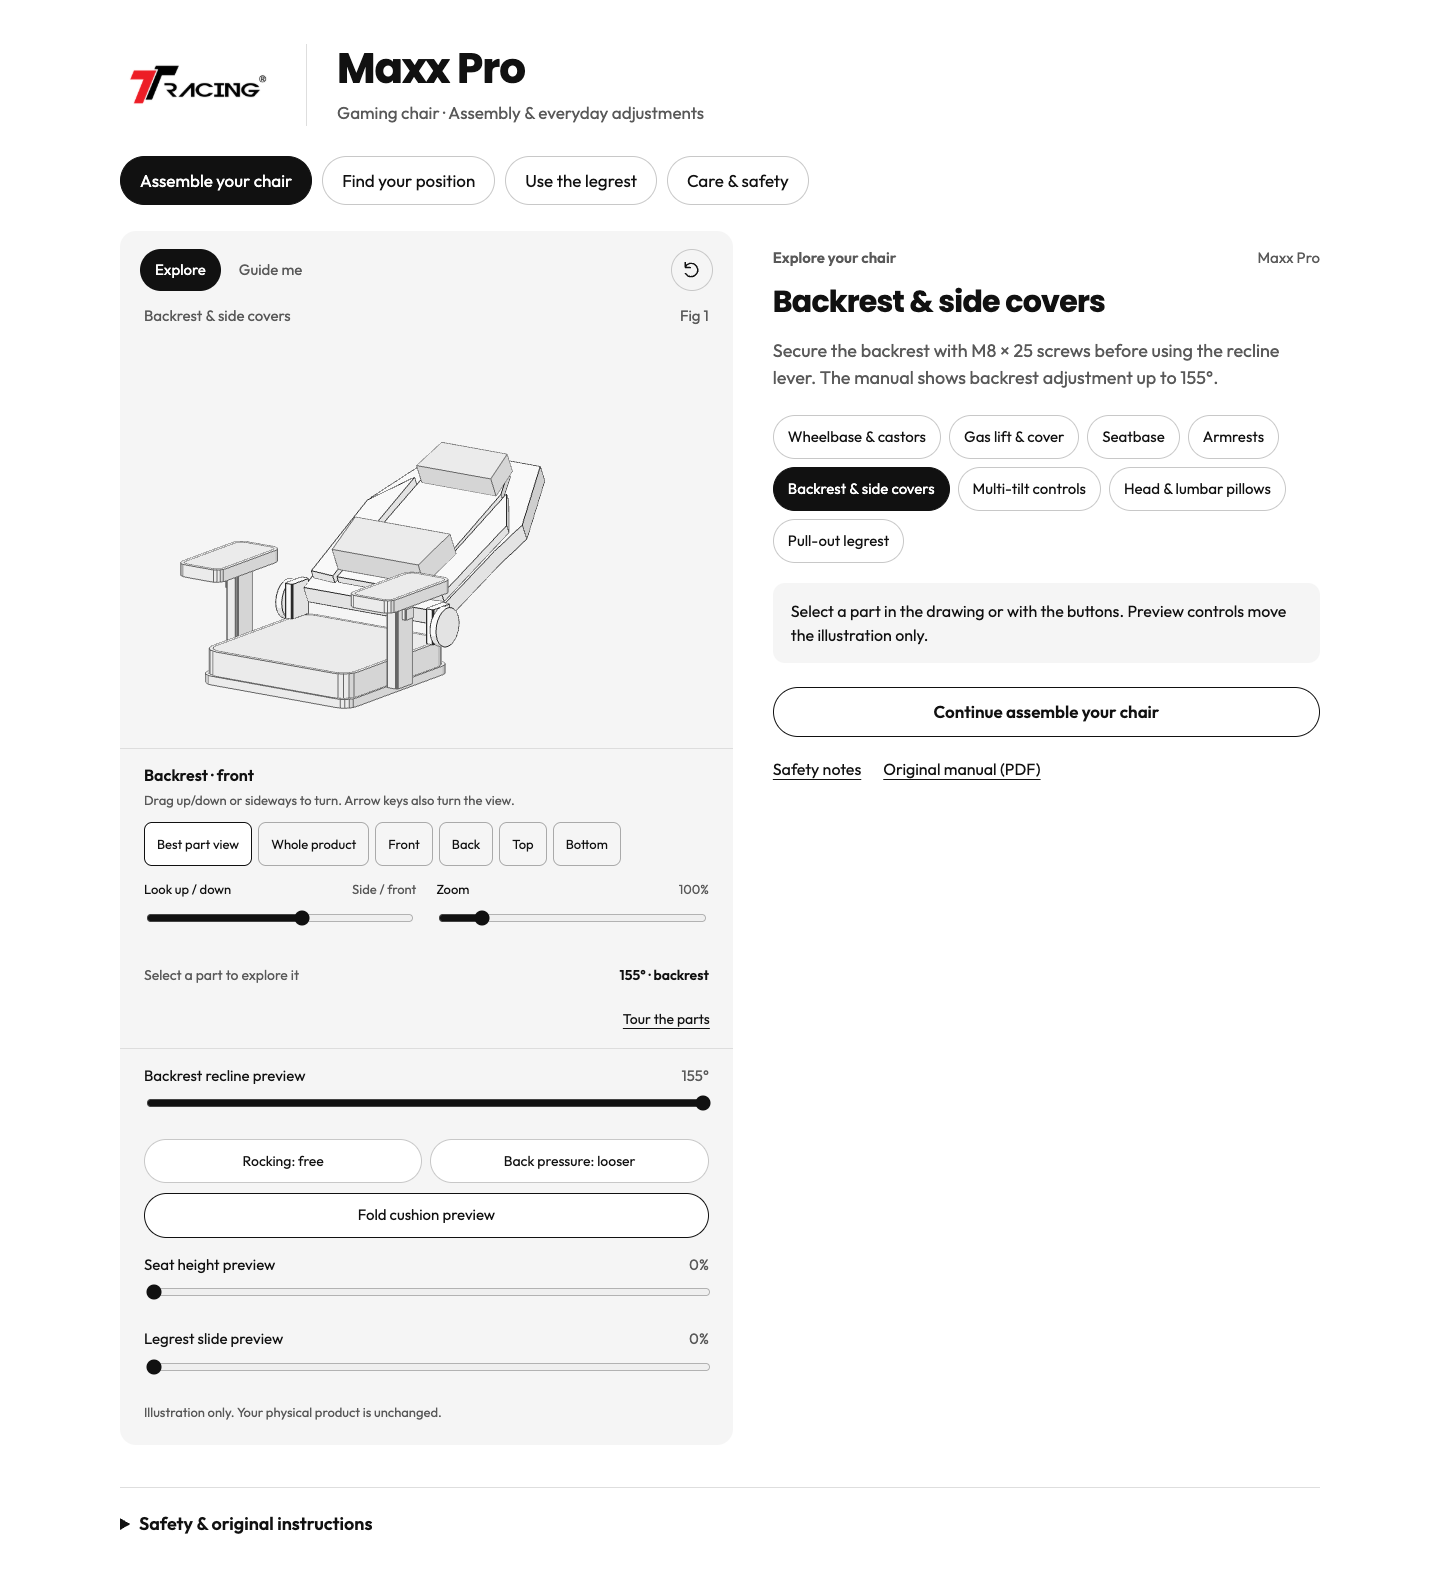 TTRACING®
Maxx Pro
Gaming chair · Assembly & everyday adjustments
Assemble your chair
Find your position
Use the legrest
Care & safety
Explore
Guide me
Backrest & side covers
Fig 1
Backrest · front
Drag up/down or sideways to turn. Arrow keys also turn the view.
Best part view
Whole product
Front
Back
Top
Bottom
Look up / down
Side / front
Zoom
100%
Select a part to explore it
155° · backrest
Tour the parts
Backrest recline preview
155°
Rocking: free
Back pressure: looser
Fold cushion preview
Seat height preview
0%
Legrest slide preview
0%
Illustration only. Your physical product is unchanged.
Explore your chair
Maxx Pro
Backrest & side covers
Secure the backrest with M8 × 25 screws before using the recline
lever. The manual shows backrest adjustment up to 155°.
Wheelbase & castors
Gas lift & cover
Seatbase
Armrests
Backrest & side covers
Multi-tilt controls
Head & lumbar pillows
Pull-out legrest
Select a part in the drawing or with the buttons. Preview controls move
the illustration only.
Continue assemble your chair
Safety notes
Original manual (PDF)
Safety & original instructions